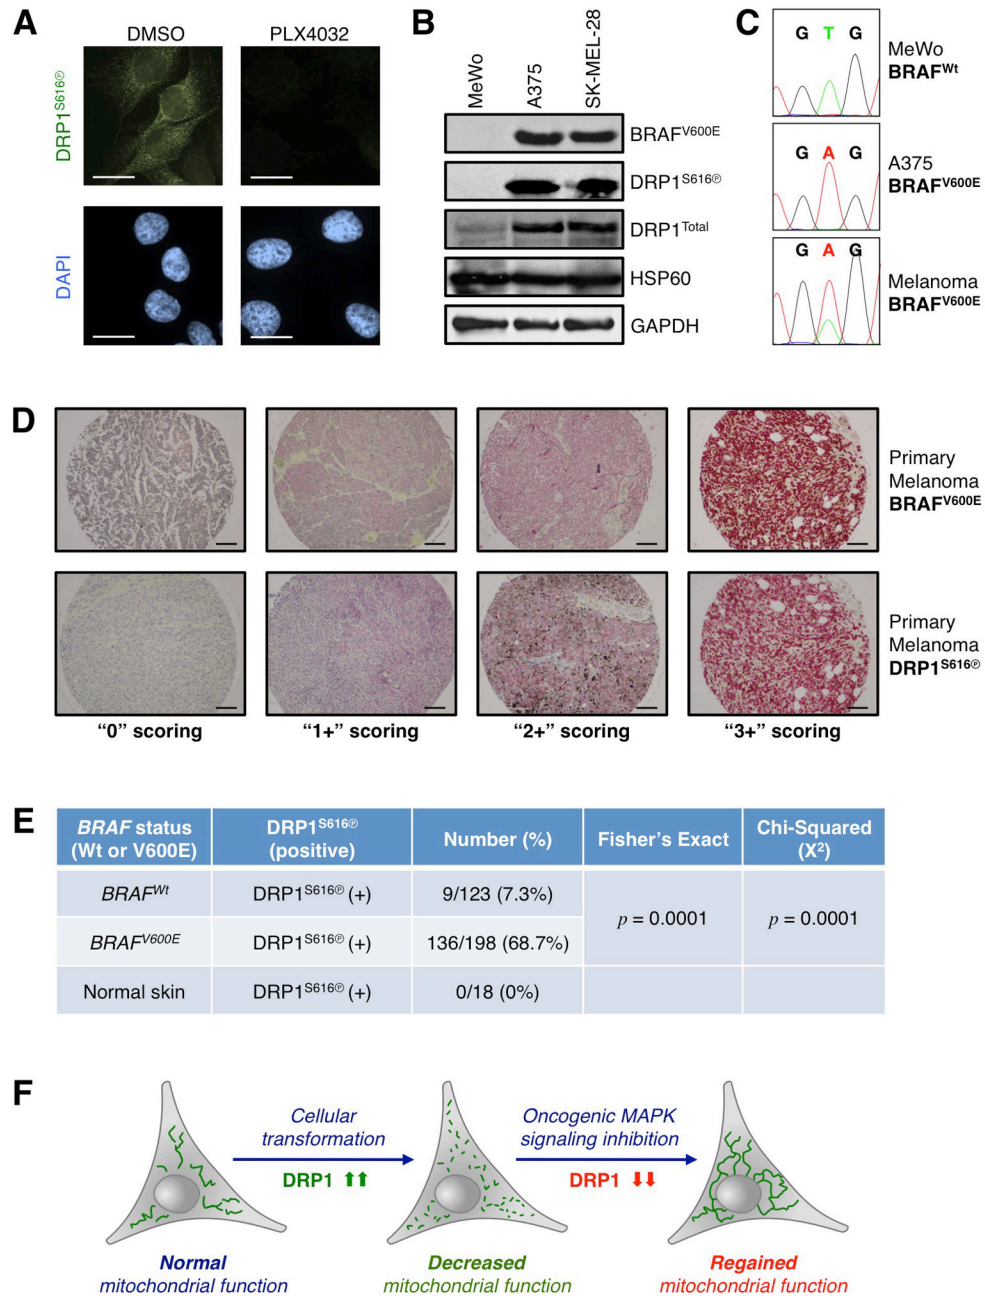 A
DMSO
PLX4032
DRP1S616℗
DAPI
B
MeWo
A375
SK-MEL-28
BRAFV600E
DRP1S616℗
DRP1Total
HSP60
GAPDH
C
G T G
MeWo
BRAFWt
G A G
A375
BRAFV600E
G A G
Melanoma
BRAFV600E
D
Primary
Melanoma
BRAFV600E
Primary
Melanoma
DRP1S616℗
“0” scoring
“1+” scoring
“2+” scoring
“3+” scoring
E
BRAF status
(Wt or V600E)
DRP1S616℗
(positive)
Number (%)
Fisher’s Exact
Chi-Squared
(X2)
BRAFWt
DRP1S616℗ (+)
9/123 (7.3%)
p = 0.0001
p = 0.0001
BRAFV600E
DRP1S616℗ (+)
136/198 (68.7%)
Normal skin
DRP1S616℗ (+)
0/18 (0%)
F
Cellular
transformation
DRP1 ⬆⬆
Oncogenic MAPK
signaling inhibition
DRP1 ⬇⬇
Normal
mitochondrial function
Decreased
mitochondrial function
Regained
mitochondrial function